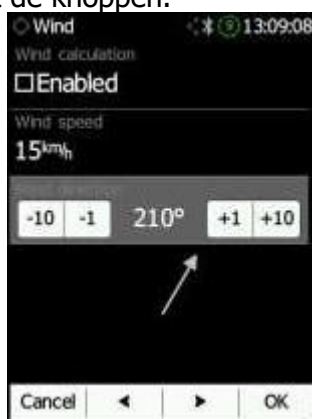 de knoppen.
Wind 9 13:09:08
Wind calculation
Enabled
Wind speed
15km/h
-10 -1 210° +1 +10
Cancel OK